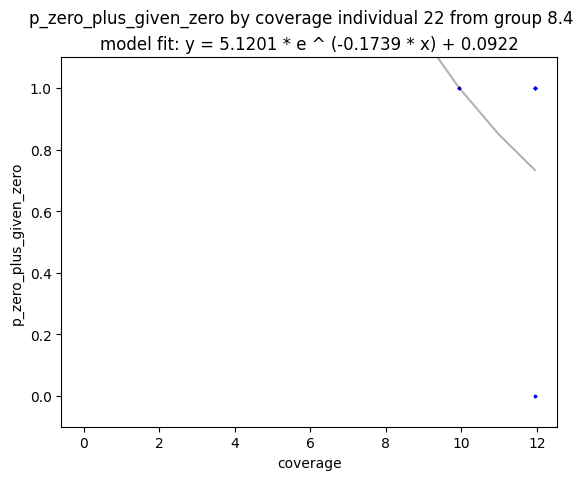 p_zero_plus_given_zero by coverage individual 22 from group 8.4
model fit: y = 5.1201 * e ^ (-0.1739 * x) + 0.0922
1.0
0.8
0.6
0.4
0.2
0.0
p_zero_plus_given_zero
0 2 4 6 8 10 12
coverage